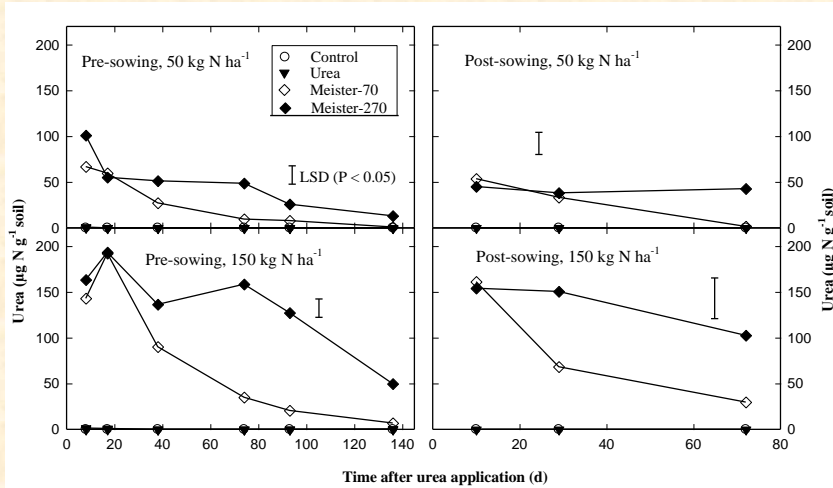 Pre-sowing, 50 kg N ha⁻¹
Control
Urea
Meister-70
Meister-270
LSD (P < 0.05)
Urea (µg N g⁻¹ soil)
200
150
100
50
0
Post-sowing, 50 kg N ha⁻¹
200
150
100
50
0
Urea (µg N g⁻¹ soil)
Pre-sowing, 150 kg N ha⁻¹
200
150
100
50
0
0 20 40 60 80 100 120 140
Post-sowing, 150 kg N ha⁻¹
200
150
100
50
0
0 20 40 60 80
Time after urea application (d)